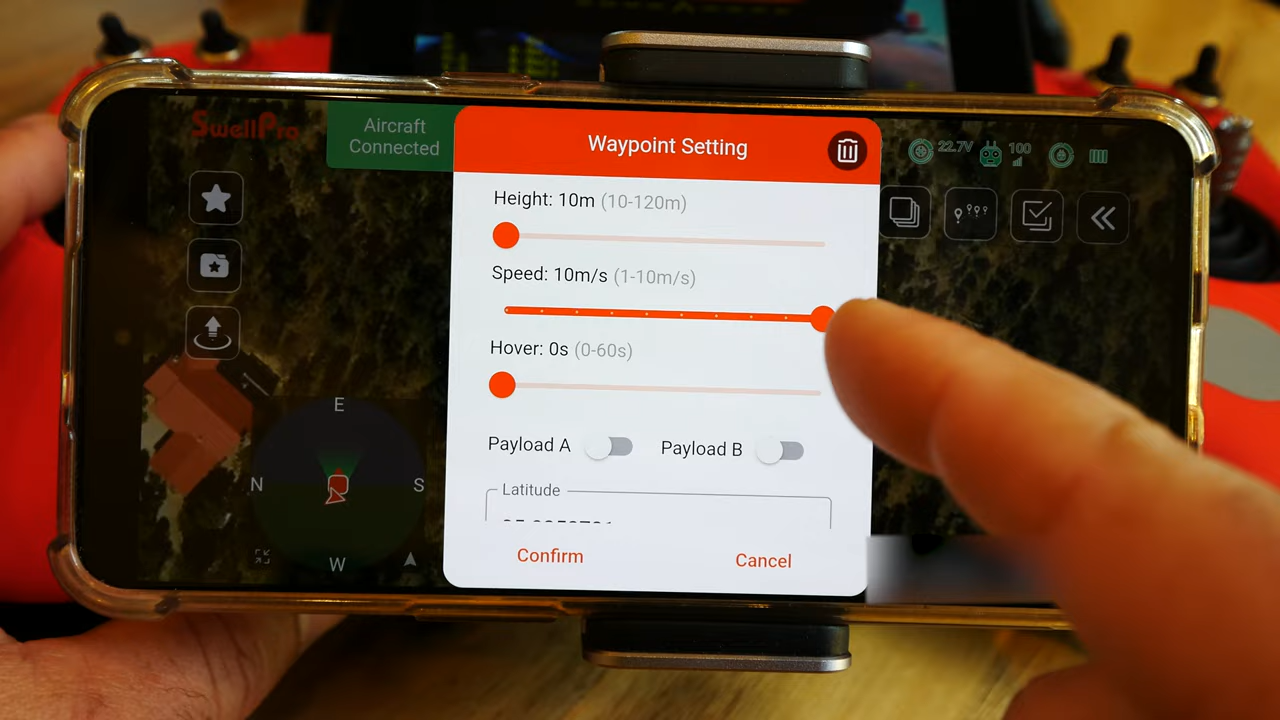 SwellPro
Aircraft
Connected
Waypoint Setting
22.7V
100
Height: 10m (10-120m)
Speed: 10m/s (1-10m/s)
Hover: 0s (0-60s)
Payload A
Payload B
Latitude
Confirm
Cancel
E
N
S
W